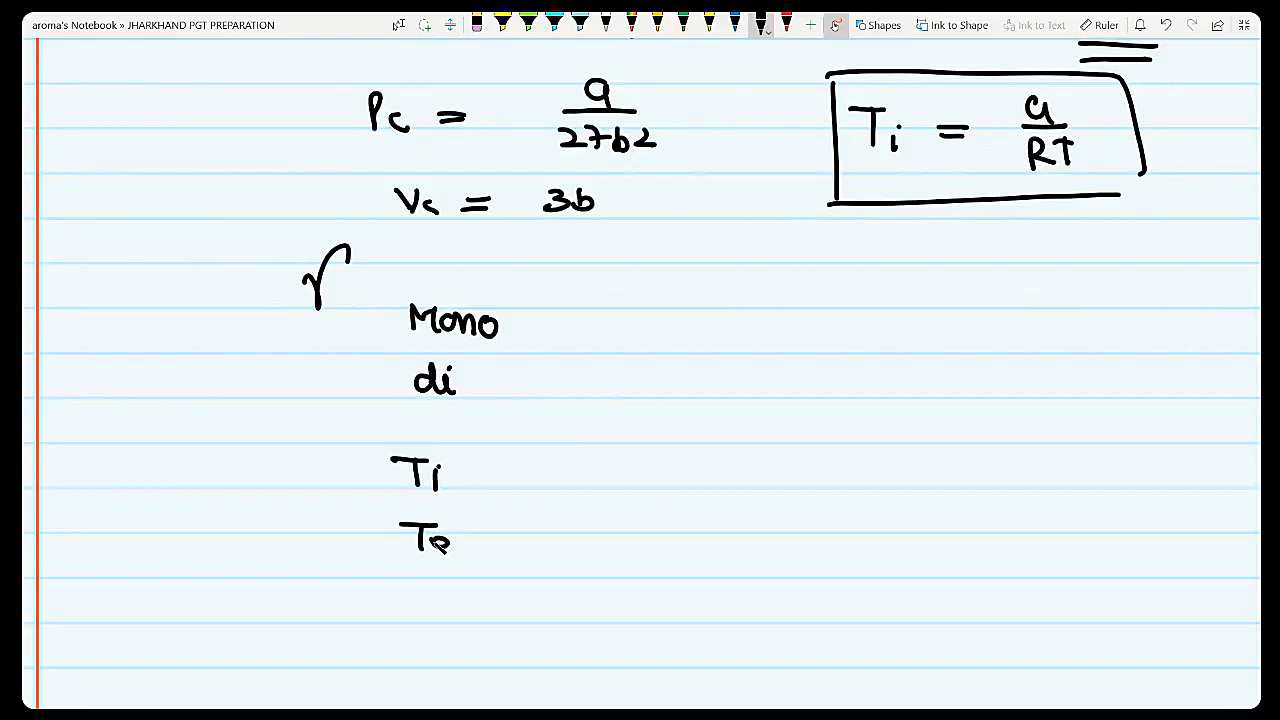 aroma's Notebook » JHARKHAND PGT PREPARATION
Shapes Ink to Shape Ink to Text Ruler
Pc = a/27b2
Ti = a/RT
Vc = 3b
γ
Mono
di
Ti
Te